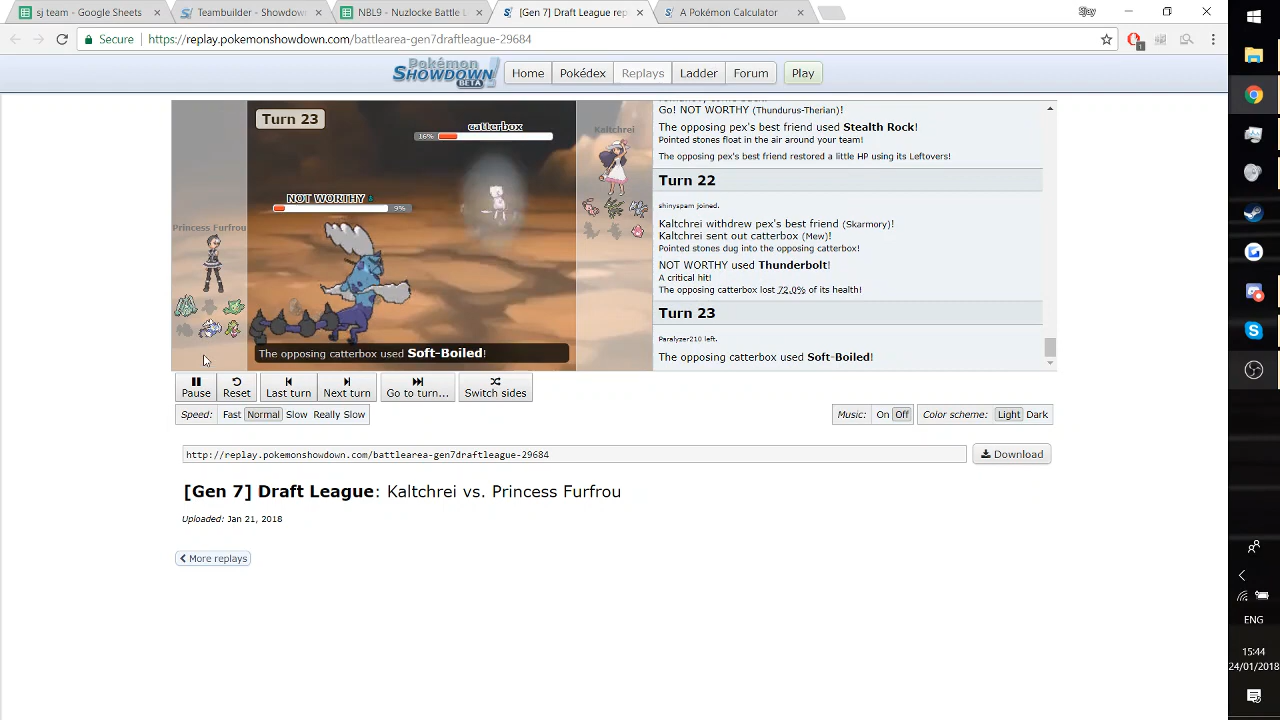 sj team - Google Sheets
Teambuilder - Showdown
NBL9 - Nuzlocke Battle L
[Gen 7] Draft League rep
A Pokémon Calculator
Secure
https://replay.pokemonshowdown.com/battlearea-gen7draftleague-29684
Pokémon
SHOWDOWN!
BETA
Home
Pokédex
Replays
Ladder
Forum
Play
Turn 23
catterbox
16%
NOT WORTHY
9%
Princess Furfrou
Kaltchrei
The opposing catterbox used Soft-Boiled!
Go! NOT WORTHY (Thundurus-Therian)!
The opposing pex's best friend used Stealth Rock!
Pointed stones float in the air around your team!
The opposing pex's best friend restored a little HP using its Leftovers!
Turn 22
shinyspam joined.
Kaltchrei withdrew pex's best friend (Skarmory)!
Kaltchrei sent out catterbox (Mew)!
Pointed stones dug into the opposing catterbox!
NOT WORTHY used Thunderbolt!
A critical hit!
The opposing catterbox lost 72.0% of its health!
Turn 23
Paralyzer210 left.
The opposing catterbox used Soft-Boiled!
Pause
Reset
Last turn
Next turn
Go to turn...
Switch sides
Speed: Fast Normal Slow Really Slow
Music: On Off
Color scheme: Light Dark
http://replay.pokemonshowdown.com/battlearea-gen7draftleague-29684
Download
[Gen 7] Draft League: Kaltchrei vs. Princess Furfrou
Uploaded: Jan 21, 2018
More replays
ENG
15:44
24/01/2018